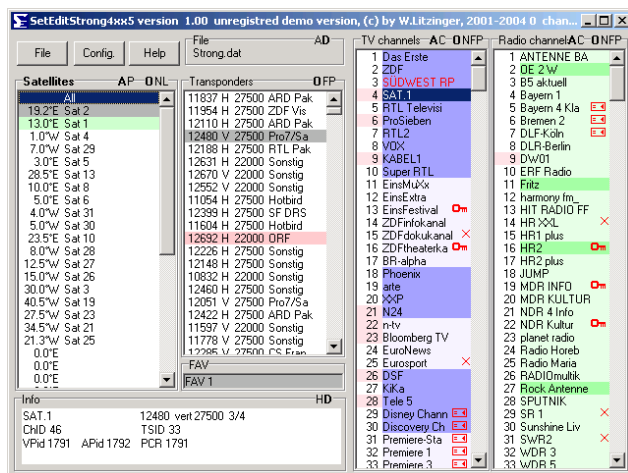 SetEditStrong4xx5 version 1.00 unregistred demo version, (c) by W.Litzinger, 2001-2004 0 chan...
File
Config.
Help
File AD
Strong.dat
Satellites AP ONL
All
19.2°E Sat 2
13.0°E Sat 1
1.0°W Sat 4
7.0°W Sat 29
3.0°E Sat 5
28.5°E Sat 13
10.0°E Sat 8
5.0°E Sat 6
4.0°W Sat 31
5.0°W Sat 30
23.5°E Sat 10
8.0°W Sat 28
12.5°W Sat 27
15.0°W Sat 26
30.0°W Sat 3
40.5°W Sat 19
27.5°W Sat 23
34.5°W Sat 21
21.3°W Sat 25
0.0°E
0.0°E
0.0°E
Transponders OFP
11837 H 27500 ARD Pak
11954 H 27500 ZDF Vis
12110 H 27500 ARD Pak
12480 V 27500 Pro7/Sa
12188 H 27500 RTL Pak
12631 H 22000 Sonstig
12670 V 22000 Sonstig
12552 V 22000 Sonstig
11054 H 27500 Hotbird
12399 H 27500 SF DRS
11604 H 27500 Hotbird
12692 H 22000 ORF
12226 H 27500 Sonstig
12148 H 27500 Sonstig
10832 H 22000 Sonstig
12460 H 27500 Sonstig
12051 V 27500 Pro7/Sa
12422 H 27500 ARD Pak
11597 V 22000 Sonstig
11778 V 27500 Sonstig
12285 V 27500 CS Fran
FAV
FAV 1
Info HD
SAT.1 12480 vert 27500 3/4
ChID 46 TSID 33
VPid 1791 APid 1792 PCR 1791
TV channels AC ONFP
1 Das Erste
2 ZDF
3 SÜDWEST RP
4 SAT.1
5 RTL Televisi
6 ProSieben
7 RTL2
8 VOX
9 KABEL1
10 Super RTL
11 EinsMuXx
12 EinsExtra
13 EinsFestival
14 ZDFinfokanal
15 ZDFdokukanal
16 ZDFtheaterka
17 BR-alpha
18 Phoenix
19 arte
20 XXP
21 N24
22 n-tv
23 Bloomberg TV
24 EuroNews
25 Eurosport
26 DSF
27 KiKa
28 Tele 5
29 Disney Chann
30 Discovery Ch
31 Premiere-Sta
32 Premiere 1
33 Premiere 3
Radio channel AC ONFP
1 ANTENNE BA
2 OE 2 W
3 B5 aktuell
4 Bayern 1
5 Bayern 4 Kla
6 Bremen 2
7 DLF-Köln
8 DLR-Berlin
9 DW01
10 ERF Radio
11 Fritz
12 harmony fm_
13 HIT RADIO FF
14 HR XXL
15 HR1 plus
16 HR2
17 HR2 plus
18 JUMP
19 MDR INFO
20 MDR KULTUR
21 NDR 4 Info
22 NDR Kultur
23 planet radio
24 Radio Horeb
25 Radio Maria
26 RADIOmultik
27 Rock Antenne
28 SPUTNIK
29 SR 1
30 Sunshine Liv
31 SWR2
32 WDR 3
33 WDR 5